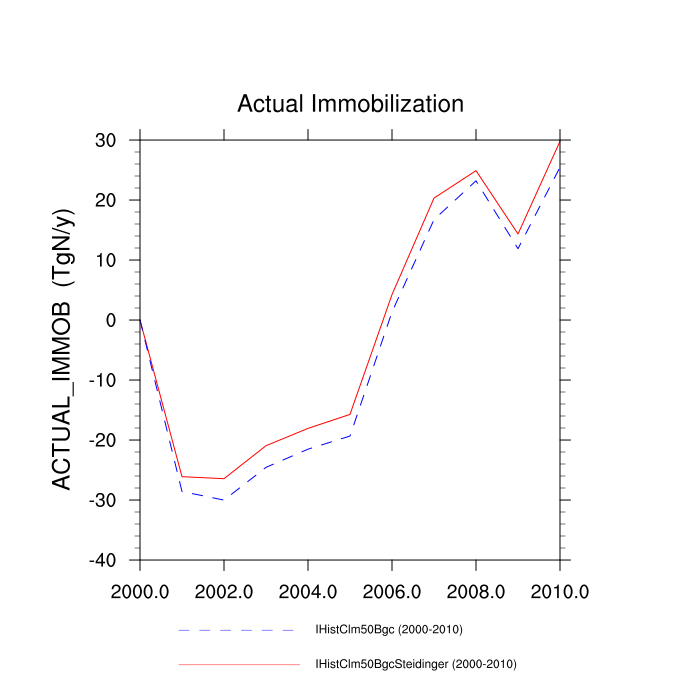 Actual Immobilization
ACTUAL_IMMOB (TgN/y)
30
20
10
0
-10
-20
-30
-40
2000.0 2002.0 2004.0 2006.0 2008.0 2010.0
IHistClm50Bgc (2000-2010)
IHistClm50BgcSteidinger (2000-2010)